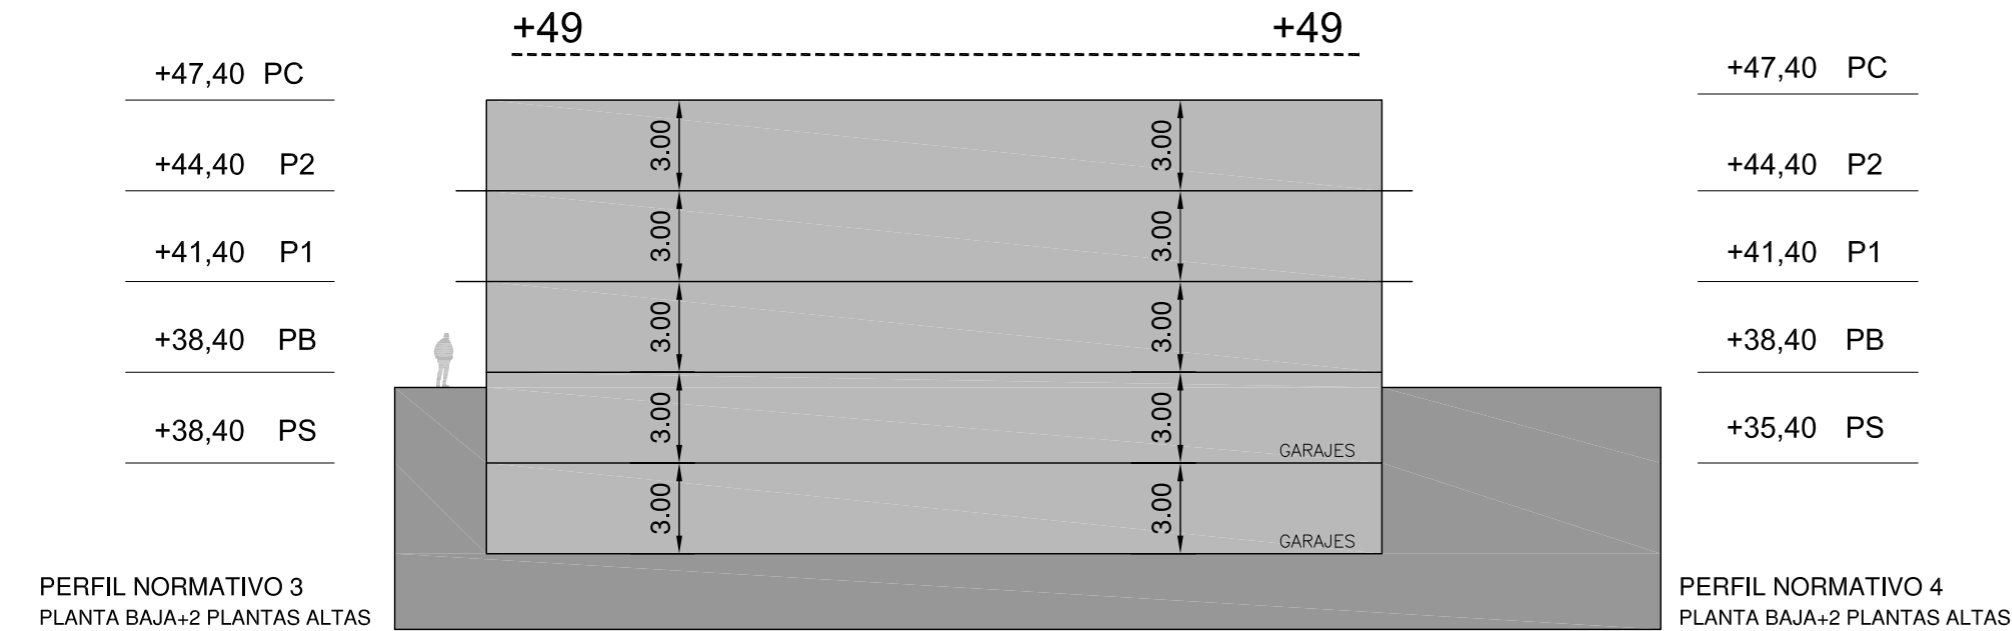 +49 +49
+47,40 PC
+47,40 PC
3.00 3.00
+44,40 P2
+44,40 P2
3.00 3.00
+41,40 P1
+41,40 P1
3.00 3.00
+38,40 PB
+38,40 PB
3.00 3.00
+38,40 PS
+35,40 PS
GARAJES
3.00 3.00
GARAJES
PERFIL NORMATIVO 3
PLANTA BAJA+2 PLANTAS ALTAS
PERFIL NORMATIVO 4
PLANTA BAJA+2 PLANTAS ALTAS